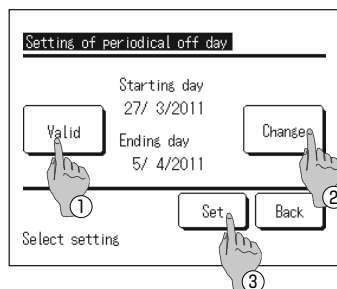 Setting of periodical off day
Starting day
27/ 3/2011
Valid
Change
Ending day
5/ 4/2011
①
②
Set
Back
Select setting
③